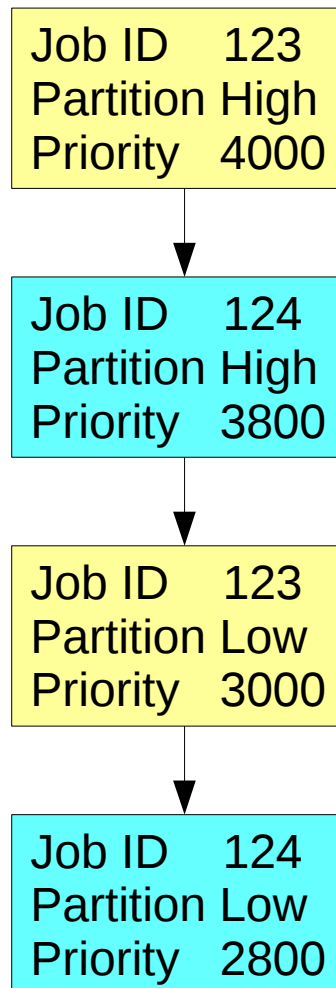 Job ID 123
Partition High
Priority 4000
Job ID 124
Partition High
Priority 3800
Job ID 123
Partition Low
Priority 3000
Job ID 124
Partition Low
Priority 2800